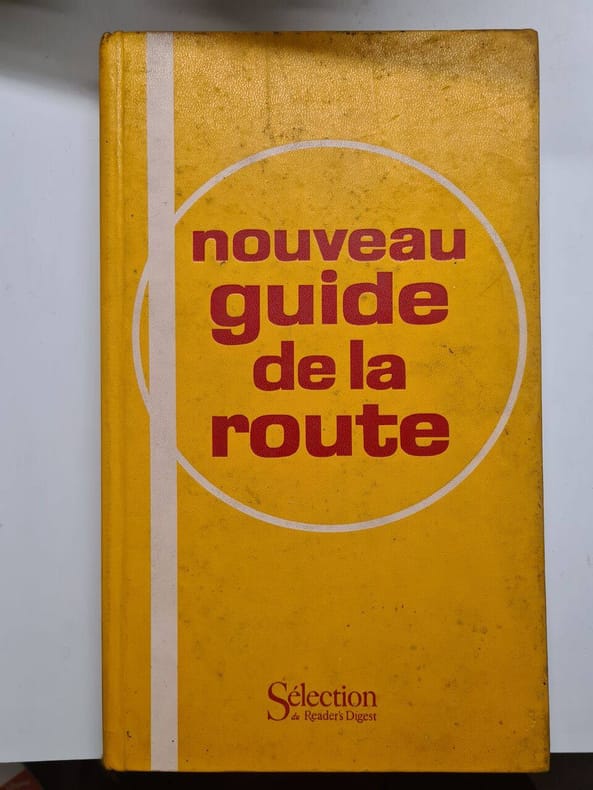 nouveau
guide
de la
route
Sélection
du Reader's Digest